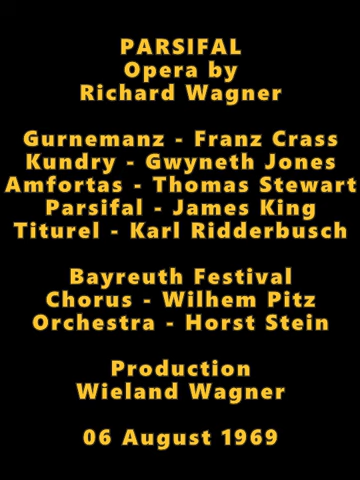 PARSIFAL
Opera by
Richard Wagner
Gurnemanz - Franz Crass
Kundry - Gwyneth Jones
Amfortas - Thomas Stewart
Parsifal - James King
Titurel - Karl Ridderbusch
Bayreuth Festival
Chorus - Wilhem Pitz
Orchestra - Horst Stein
Production
Wieland Wagner
06 August 1969